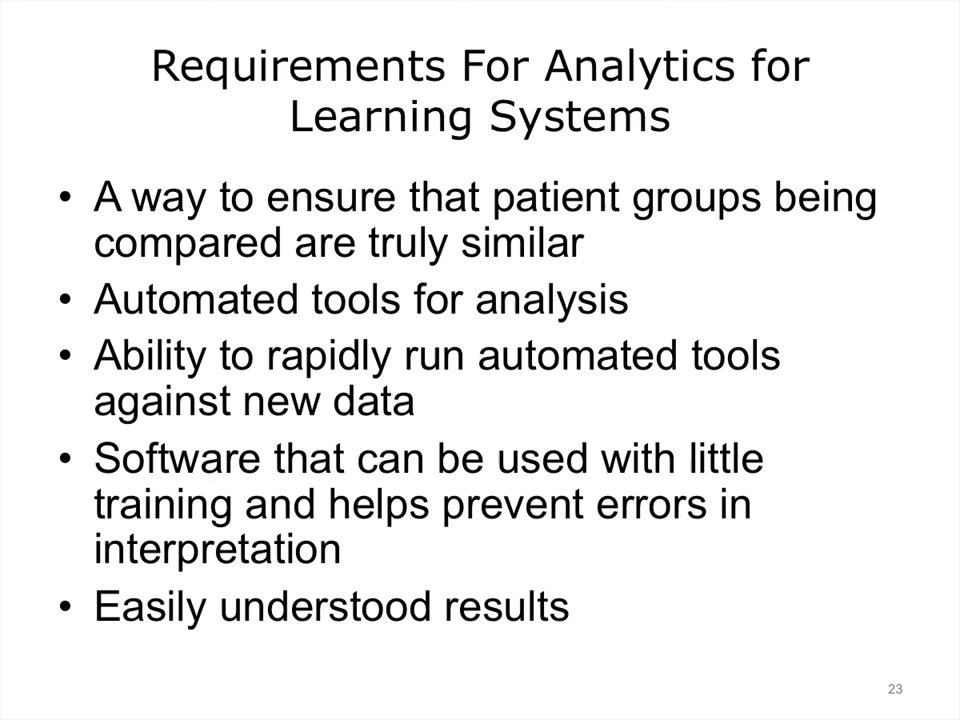 Requirements For Analytics for
Learning Systems
• A way to ensure that patient groups being
compared are truly similar
• Automated tools for analysis
• Ability to rapidly run automated tools
against new data
• Software that can be used with little
training and helps prevent errors in
interpretation
• Easily understood results
23